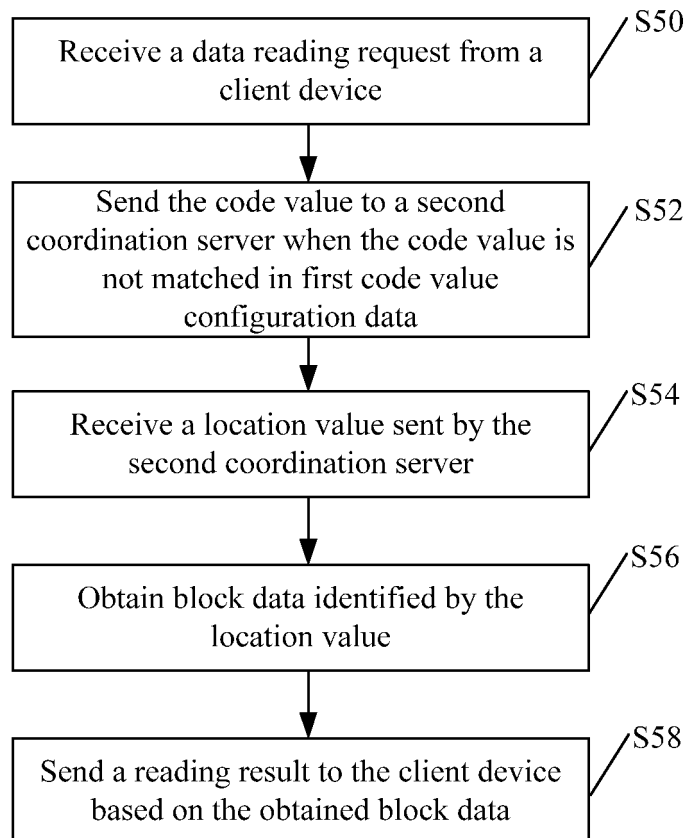 S50
Receive a data reading request from a
client device
S52
Send the code value to a second
coordination server when the code value is
not matched in first code value
configuration data
S54
Receive a location value sent by the
second coordination server
S56
Obtain block data identified by the
location value
S58
Send a reading result to the client device
based on the obtained block data